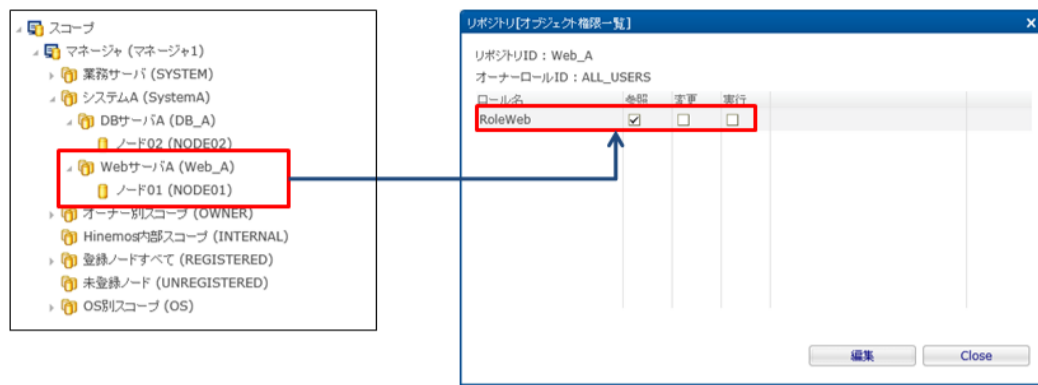 スコープ
マネージャ (マネージャ1)
業務サーバ (SYSTEM)
システムA (SystemA)
DBサーバA (DB_A)
ノード02 (NODE02)
WebサーバA (Web_A)
ノード01 (NODE01)
オーナー別スコープ (OWNER)
Hinemos内部スコープ (INTERNAL)
登録ノードすべて (REGISTERED)
未登録ノード (UNREGISTERED)
OS別スコープ (OS)
リポジトリ[オブジェクト権限一覧]
リポジトリID : Web_A
オーナーロールID : ALL_USERS
ロール名 参照 変更 実行
RoleWeb
編集 Close